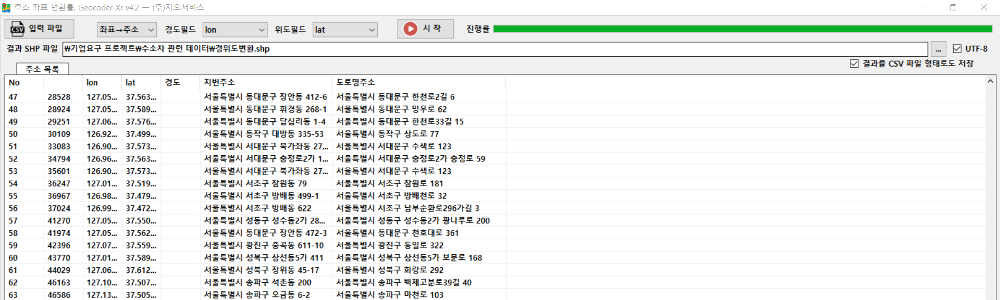 주소 좌표 변환툴, Geocoder-Xr v4.2 — (주)지오서비스
CSV 입력 파일 좌표→주소 경도필드 lon 위도필드 lat 시 작 진행률
결과 SHP 파일 ₩기업요구 프로젝트₩수소차 관련 데이터₩경위도변환.shp ... UTF-8
주소 목록 결과를 CSV 파일 형태로도 저장
No lon lat 경도 지번주소 도로명주소
47 28528 127.05... 37.563... 서울특별시 동대문구 장안동 412-6 서울특별시 동대문구 한천로2길 6
48 28924 127.05... 37.589... 서울특별시 동대문구 휘경동 268-1 서울특별시 동대문구 망우로 62
49 29251 127.06... 37.576... 서울특별시 동대문구 답십리동 1-4 서울특별시 동대문구 한천로33길 15
50 30109 126.92... 37.499... 서울특별시 동작구 대방동 335-53 서울특별시 동작구 상도로 77
51 33083 126.90... 37.573... 서울특별시 서대문구 북가좌동 27... 서울특별시 서대문구 수색로 123
52 34794 126.96... 37.563... 서울특별시 서대문구 충정로2가 1... 서울특별시 서대문구 충정로2가 충정로 59
53 35601 126.90... 37.573... 서울특별시 서대문구 북가좌동 27... 서울특별시 서대문구 수색로 123
54 36247 127.01... 37.519... 서울특별시 서초구 잠원동 79 서울특별시 서초구 잠원로 181
55 36967 126.98... 37.479... 서울특별시 서초구 방배동 499-1 서울특별시 서초구 방배천로 32
56 37024 126.99... 37.472... 서울특별시 서초구 방배동 622 서울특별시 서초구 남부순환로296가길 3
57 41270 127.05... 37.550... 서울특별시 성동구 성수동2가 28... 서울특별시 성동구 성수동2가 광나루로 200
58 41974 127.05... 37.562... 서울특별시 동대문구 장안동 472-3 서울특별시 동대문구 천호대로 361
59 42396 127.07... 37.559... 서울특별시 광진구 중곡동 611-10 서울특별시 광진구 동일로 322
60 43770 127.01... 37.589... 서울특별시 성북구 삼선동5가 411 서울특별시 성북구 삼선동5가 보문로 168
61 44029 127.06... 37.612... 서울특별시 성북구 장위동 45-17 서울특별시 성북구 화랑로 292
62 46163 127.10... 37.507... 서울특별시 송파구 석촌동 200 서울특별시 송파구 백제고분로39길 40
63 46586 127.13... 37.505... 서울특별시 송파구 오금동 6-2 서울특별시 송파구 마천로 103